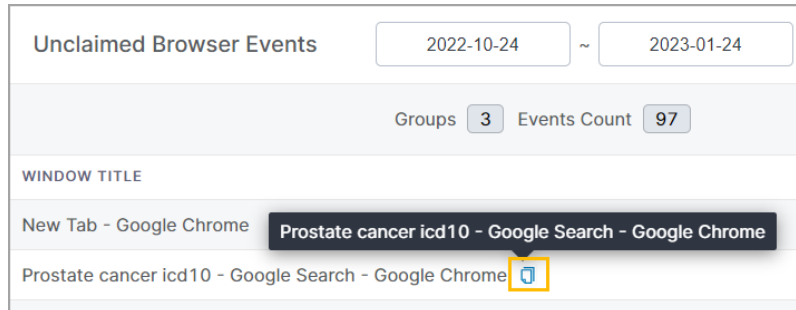 Unclaimed Browser Events 2022-10-24 ~ 2023-01-24
Groups 3 Events Count 97
WINDOW TITLE
New Tab - Google Chrome
Prostate cancer icd10 - Google Search - Google Chrome
Prostate cancer icd10 - Google Search - Google Chrome